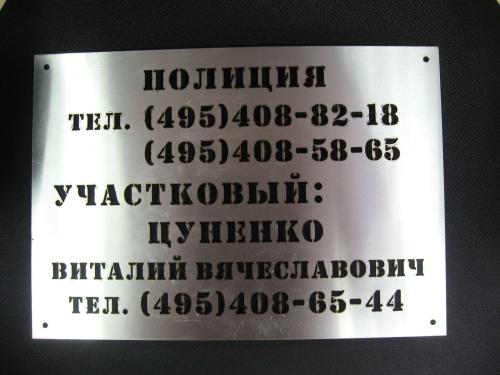 ПОЛИЦИЯ
ТЕЛ. (495)408-82-18
(495)408-58-65
УЧАСТКОВЫЙ:
ЦУНЕНКО
ВИТАЛИЙ ВЯЧЕСЛАВОВИЧ
ТЕЛ. (495)408-65-44